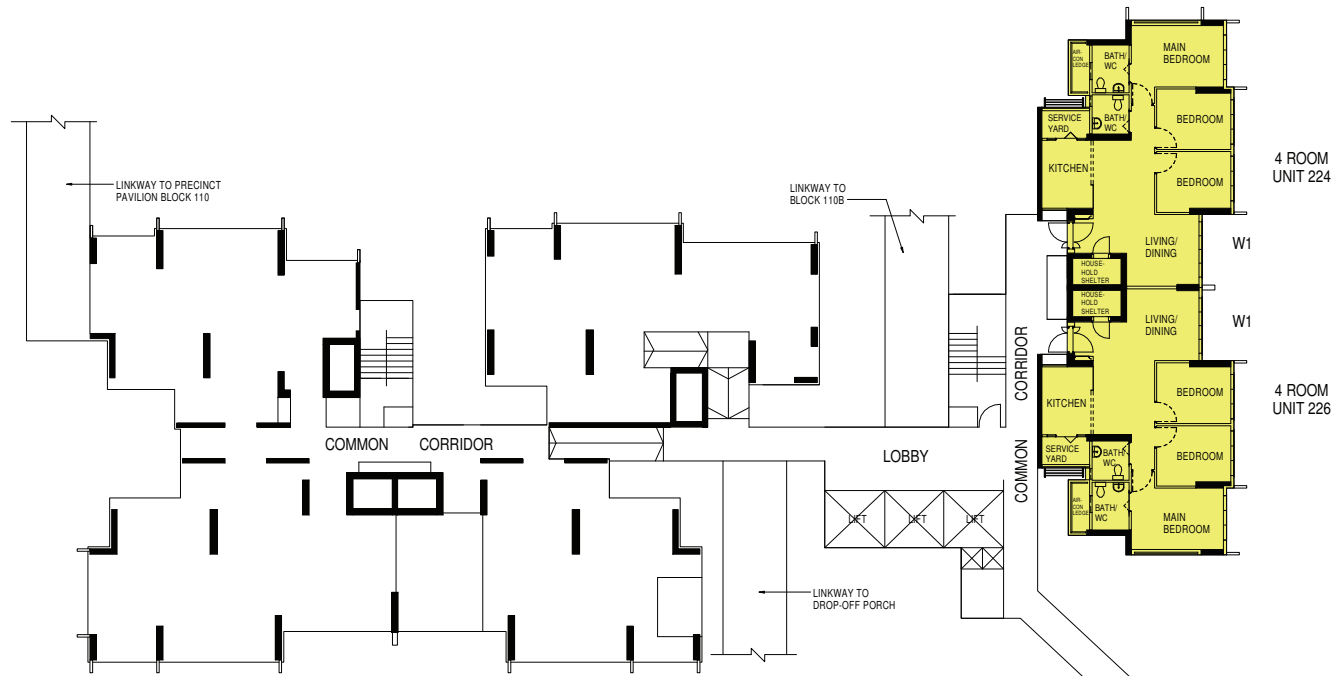 MAIN
BEDROOM
BATH/
WC
AIR-
CON
LEDGE
BATH/
WC
SERVICE
YARD
BEDROOM
KITCHEN
BEDROOM
4 ROOM
UNIT 224
LIVING/
DINING
W1
HOUSE-
HOLD
SHELTER
HOUSE-
HOLD
SHELTER
LIVING/
DINING
W1
KITCHEN
BEDROOM
4 ROOM
UNIT 226
SERVICE
YARD
BATH/
WC
BEDROOM
AIR-
CON
LEDGE
BATH/
WC
MAIN
BEDROOM
LINKWAY TO PRECINCT
PAVILION BLOCK 110
LINKWAY TO
BLOCK 110B
COMMON CORRIDOR
LOBBY
COMMON CORRIDOR
LIFT LIFT LIFT
LINKWAY TO
DROP-OFF PORCH